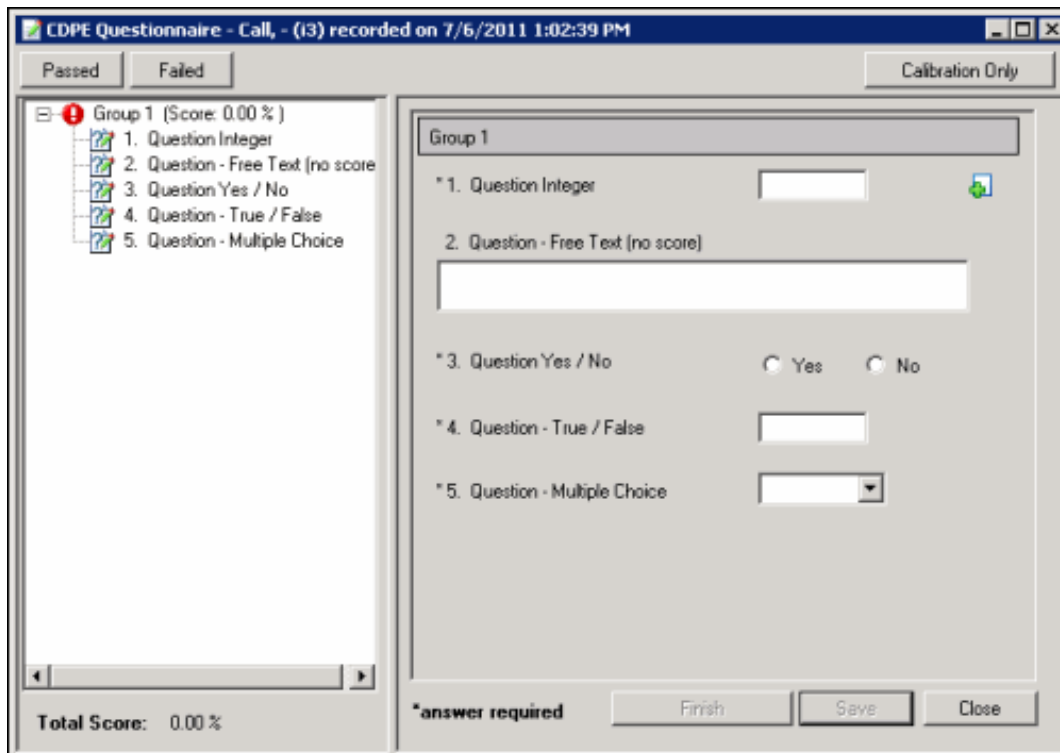 CDPE Questionnaire - Call, - (i3) recorded on 7/6/2011 1:02:39 PM
Passed Failed Calibration Only
Group 1 (Score: 0.00 % )
1. Question Integer
2. Question - Free Text (no score
3. Question Yes / No
4. Question - True / False
5. Question - Multiple Choice
Total Score: 0.00 %
Group 1
*1. Question Integer
2. Question - Free Text (no score)
*3. Question Yes / No Yes No
*4. Question - True / False
*5. Question - Multiple Choice
*answer required Finish Save Close